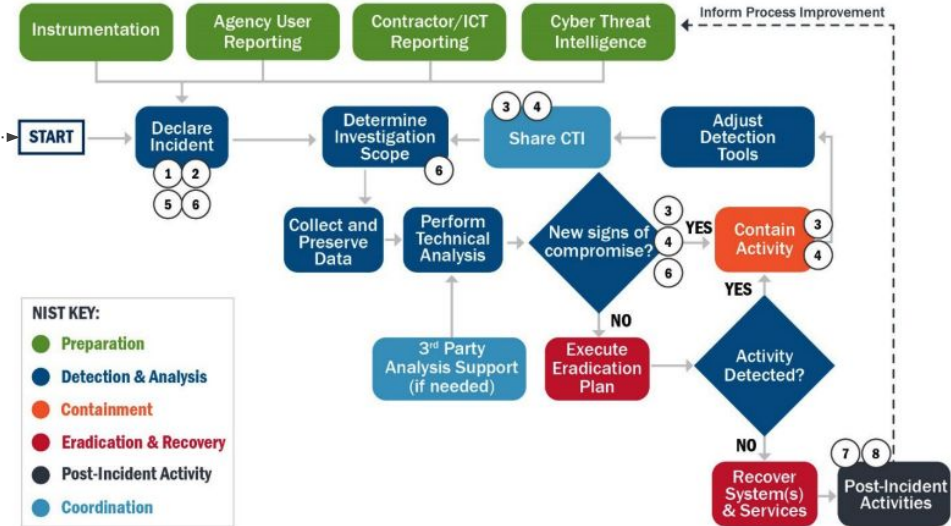 Instrumentation
Agency User
Reporting
Contractor/ICT
Reporting
Cyber Threat
Intelligence
Inform Process Improvement
START
Declare
Incident
1 2
5 6
Determine
Investigation
Scope
6
3 4
Share CTI
Adjust
Detection
Tools
Collect and
Preserve
Data
Perform
Technical
Analysis
New signs of
compromise?
3
4
6
YES
Contain
Activity
3
4
YES
NO
3rd Party
Analysis Support
(if needed)
Execute
Eradication
Plan
Activity
Detected?
NO
Recover
System(s)
& Services
7 8
Post-Incident
Activities
NIST KEY:
Preparation
Detection & Analysis
Containment
Eradication & Recovery
Post-Incident Activity
Coordination